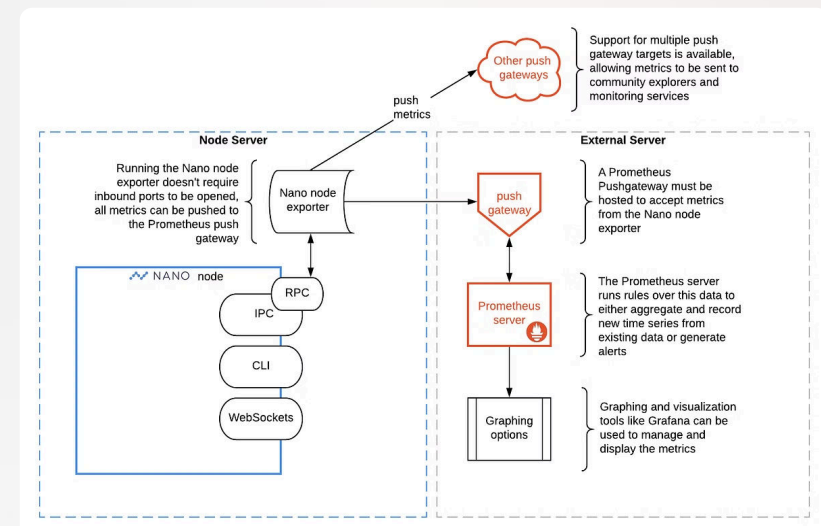 Other push
gateways
Support for multiple push
gateway targets is available,
allowing metrics to be sent to
community explorers and
monitoring services
push
metrics
Node Server
External Server
Running the Nano node
exporter doesn't require
inbound ports to be opened,
all metrics can be pushed to
the Prometheus push
gateway
Nano node
exporter
push
gateway
A Prometheus
Pushgateway must be
hosted to accept metrics
from the Nano node
exporter
NANO node
RPC
IPC
CLI
WebSockets
Prometheus
server
The Prometheus server
runs rules over this data to
either aggregate and record
new time series from
existing data or generate
alerts
Graphing
options
Graphing and visualization
tools like Grafana can be
used to manage and
display the metrics